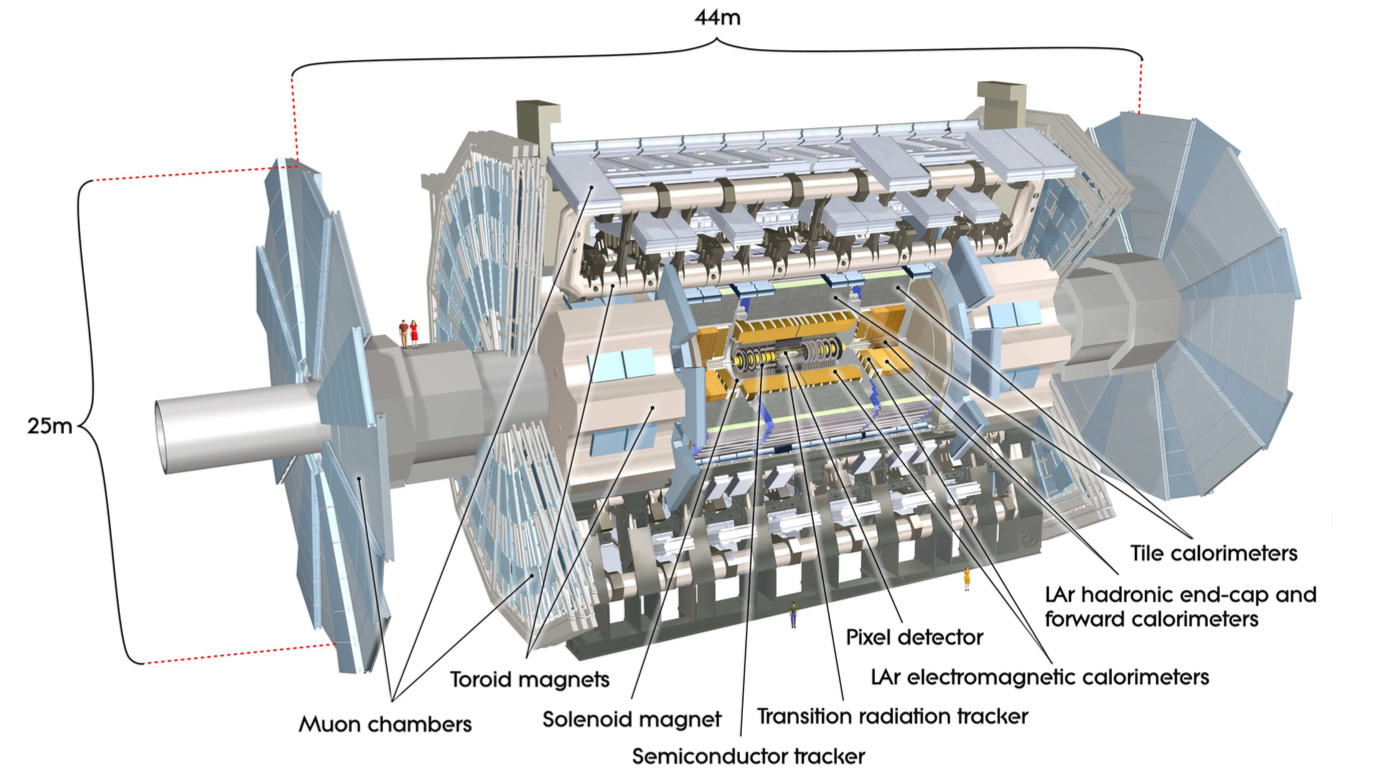 44m
25m
Tile calorimeters
LAr hadronic end-cap and
forward calorimeters
Pixel detector
LAr electromagnetic calorimeters
Toroid magnets
Solenoid magnet
Transition radiation tracker
Muon chambers
Semiconductor tracker